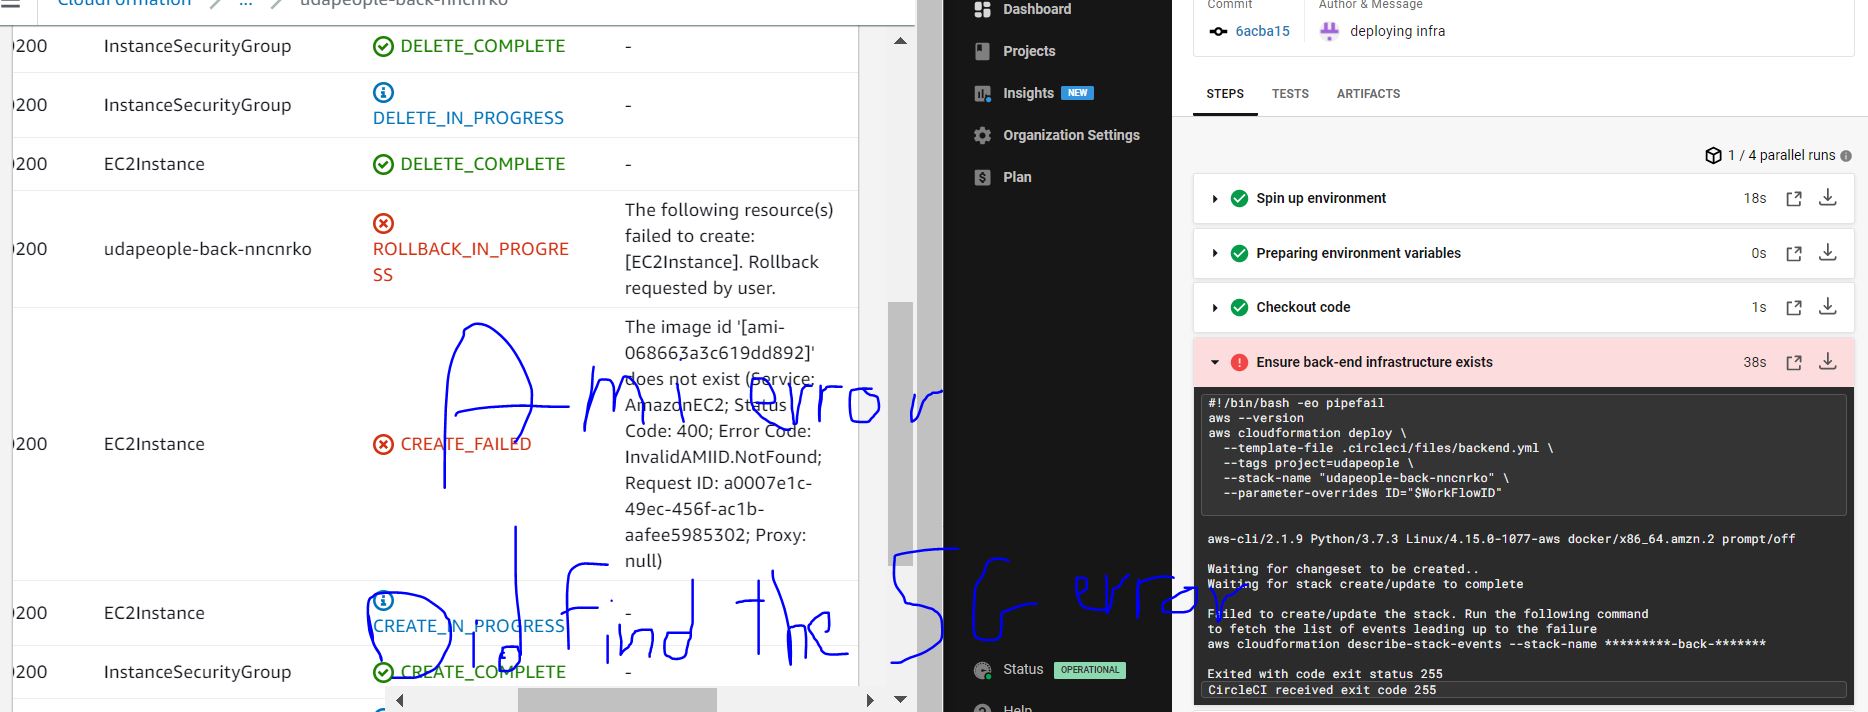 CloudFormation ... udapeople-back-nncnrko
0200 InstanceSecurityGroup DELETE_COMPLETE -
0200 InstanceSecurityGroup DELETE_IN_PROGRESS -
0200 EC2Instance DELETE_COMPLETE -
0200 udapeople-back-nncnrko ROLLBACK_IN_PROGRE
SS
The following resource(s)
failed to create:
[EC2Instance]. Rollback
requested by user.
0200 EC2Instance CREATE_FAILED
The image id '[ami-
068663a3c619dd892]'
does not exist (Service:
AmazonEC2; Status
Code: 400; Error Code:
InvalidAMIID.NotFound;
Request ID: a0007e1c-
49ec-456f-ac1b-
aafee5985302; Proxy:
null)
0200 EC2Instance CREATE_IN_PROGRESS -
0200 InstanceSecurityGroup CREATE_COMPLETE -
Ami error
Did find the SG error
Dashboard
Projects
Insights NEW
Organization Settings
Plan
Status OPERATIONAL
Help
Commit Author & Message
6acba15 deploying infra
STEPS TESTS ARTIFACTS
1 / 4 parallel runs
Spin up environment 18s
Preparing environment variables 0s
Checkout code 1s
Ensure back-end infrastructure exists 38s
#!/bin/bash -eo pipefail
aws --version
aws cloudformation deploy \
--template-file .circleci/files/backend.yml \
--tags project=udapeople \
--stack-name "udapeople-back-nncnrko" \
--parameter-overrides ID="$WorkFlowID"
aws-cli/2.1.9 Python/3.7.3 Linux/4.15.0-1077-aws docker/x86_64.amzn.2 prompt/off
Waiting for changeset to be created..
Waiting for stack create/update to complete
Failed to create/update the stack. Run the following command
to fetch the list of events leading up to the failure
aws cloudformation describe-stack-events --stack-name *********-back-*******
Exited with code exit status 255
CircleCI received exit code 255